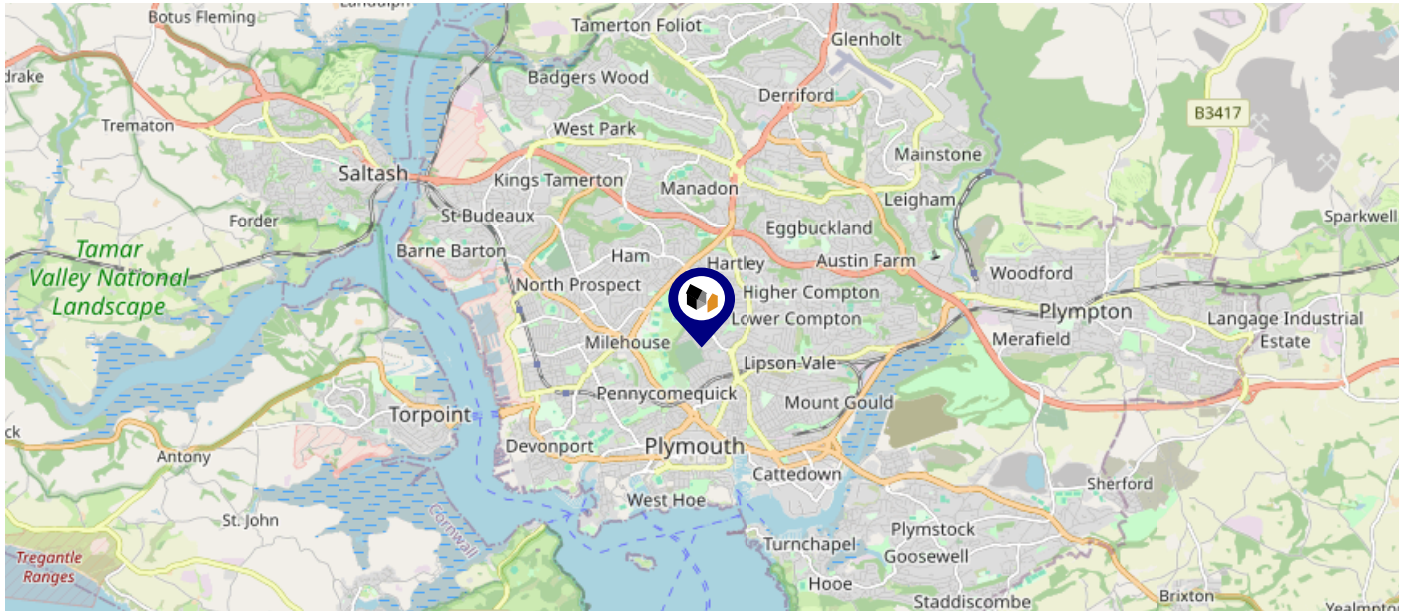 Botus Fleming
Tamerton Foliot
Glenholt
Badgers Wood
Derriford
B3417
Trematon
West Park
Mainstone
Saltash
Kings Tamerton
Manadon
Leigham
Forder
St Budeaux
Eggbuckland
Sparkwell
Tamar
Valley National
Landscape
Barne Barton
Ham
Hartley
Austin Farm
Woodford
North Prospect
Higher Compton
Plympton
Lower Compton
Langage Industrial
Estate
Milehouse
Merafield
Lipson Vale
Pennycomequick
Mount Gould
Torpoint
Devonport
Plymouth
Antony
Cattedown
Sherford
West Hoe
St. John
Cornwall
Plymstock
Turnchapel
Goosewell
Tregantle
Ranges
Hooe
Brixton
Staddiscombe